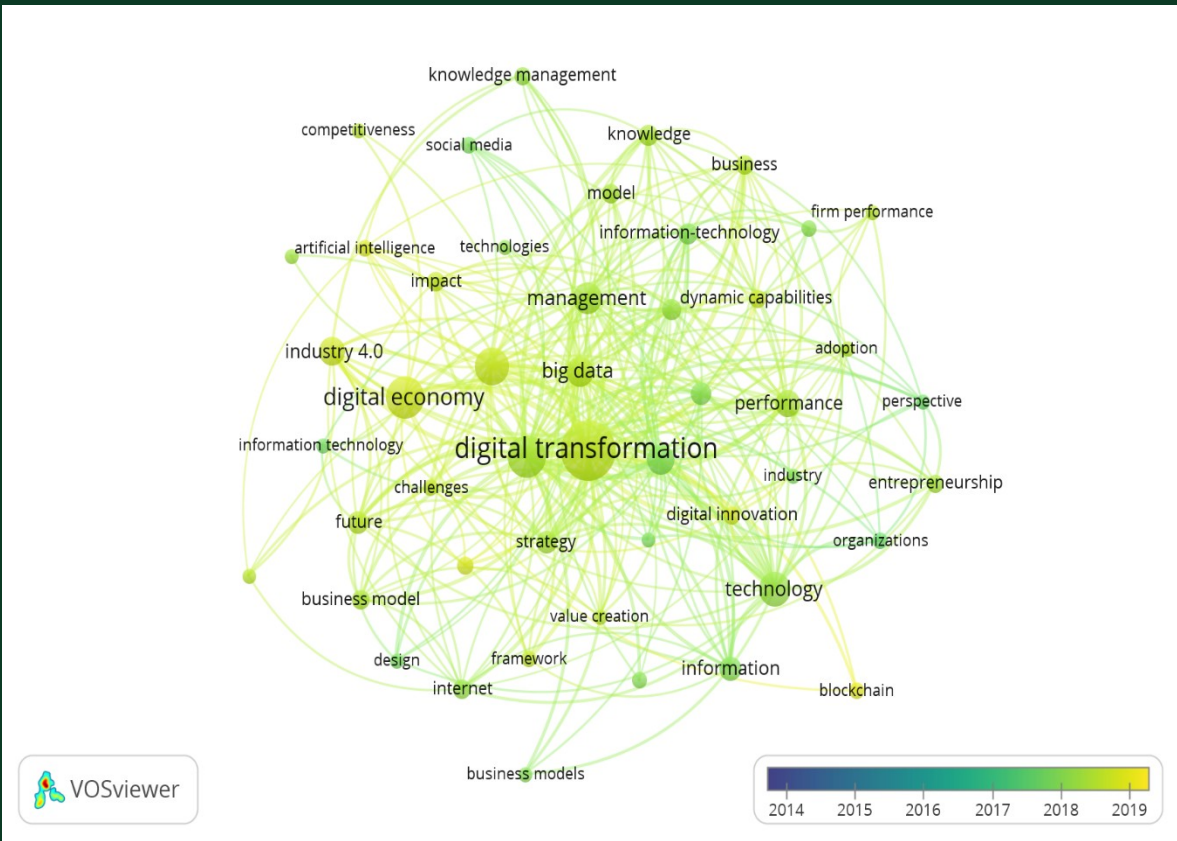 knowledge management
competitiveness
social media
knowledge
business
model
firm performance
information-technology
artificial intelligence
technologies
impact
management
dynamic capabilities
industry 4.0
adoption
big data
digital economy
performance
perspective
information technology
digital transformation
industry
entrepreneurship
challenges
digital innovation
future
strategy
organizations
technology
business model
value creation
design
framework
information
internet
blockchain
business models
VOSviewer
2014 2015 2016 2017 2018 2019